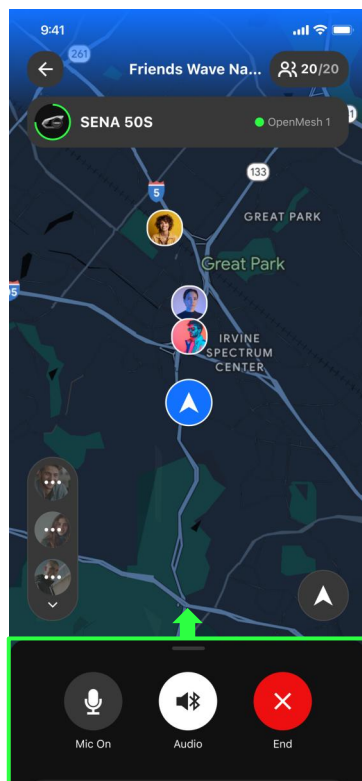 9:41
261
Friends Wave Na...
20/20
SENA 50S
OpenMesh 1
133
5
GREAT PARK
Great Park
IRVINE
SPECTRUM
CENTER
Mic On
Audio
End